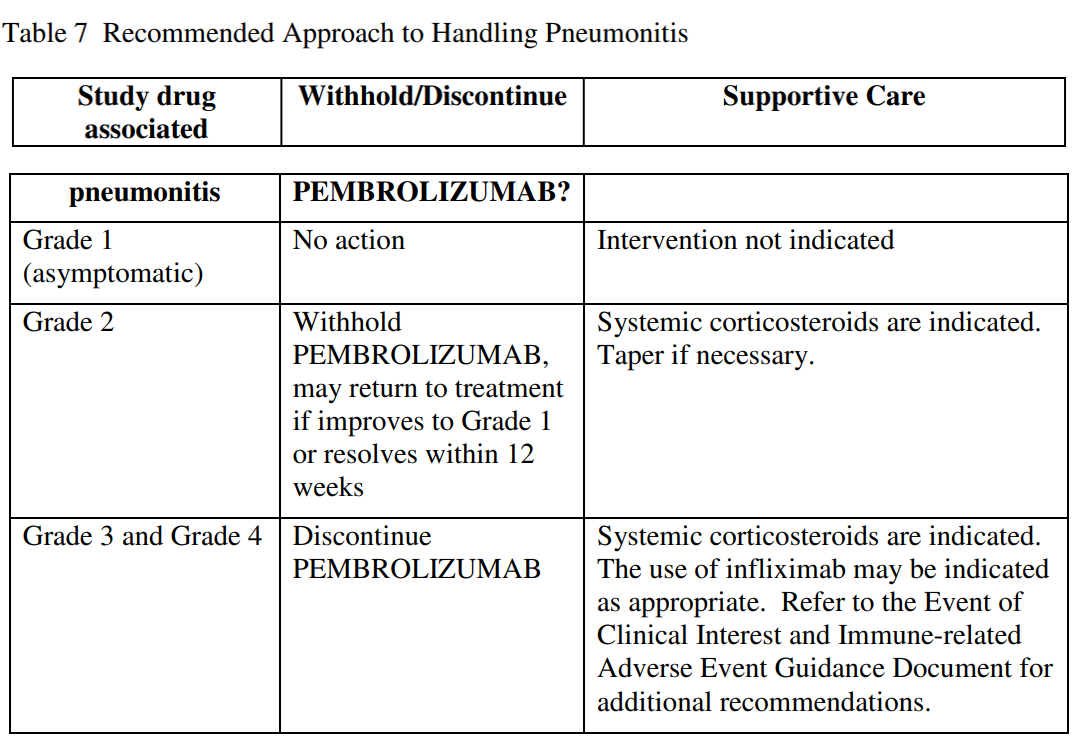 Table 7  Recommended Approach to Handling Pneumonitis
Study drug
associated
Withhold/Discontinue
Supportive Care
pneumonitis
PEMBROLIZUMAB?
Grade 1
(asymptomatic)
No action
Intervention not indicated
Grade 2
Withhold
PEMBROLIZUMAB,
may return to treatment
if improves to Grade 1
or resolves within 12
weeks
Systemic corticosteroids are indicated.
Taper if necessary.
Grade 3 and Grade 4
Discontinue
PEMBROLIZUMAB
Systemic corticosteroids are indicated.
The use of infliximab may be indicated
as appropriate.  Refer to the Event of
Clinical Interest and Immune-related
Adverse Event Guidance Document for
additional recommendations.